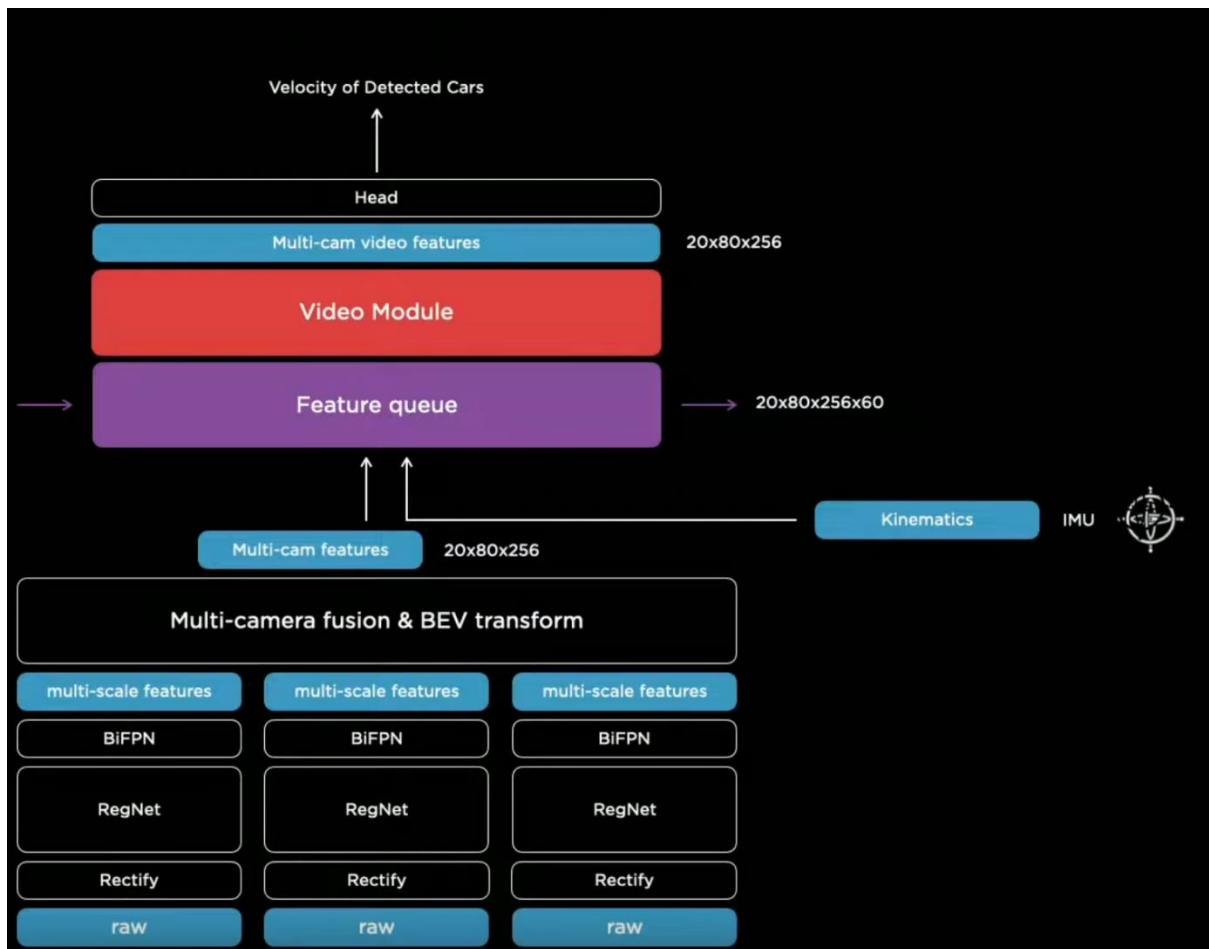 Velocity of Detected Cars
Head
Multi-cam video features
20x80x256
Video Module
Feature queue
20x80x256x60
Kinematics
IMU
Multi-cam features
20x80x256
Multi-camera fusion & BEV transform
multi-scale features
multi-scale features
multi-scale features
BiFPN
BiFPN
BiFPN
RegNet
RegNet
RegNet
Rectify
Rectify
Rectify
raw
raw
raw